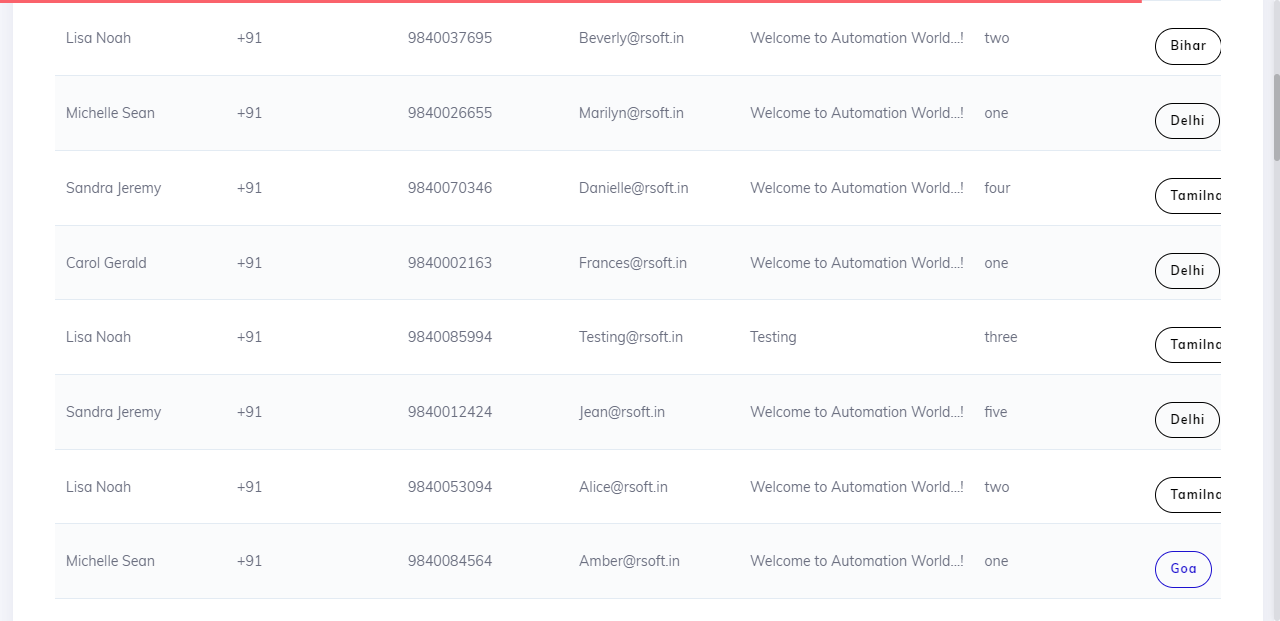 Lisa Noah +91 9840037695 Beverly@rsoft.in Welcome to Automation World...! two Bihar
Michelle Sean +91 9840026655 Marilyn@rsoft.in Welcome to Automation World...! one Delhi
Sandra Jeremy +91 9840070346 Danielle@rsoft.in Welcome to Automation World...! four Tamilna
Carol Gerald +91 9840002163 Frances@rsoft.in Welcome to Automation World...! one Delhi
Lisa Noah +91 9840085994 Testing@rsoft.in Testing three Tamilna
Sandra Jeremy +91 9840012424 Jean@rsoft.in Welcome to Automation World...! five Delhi
Lisa Noah +91 9840053094 Alice@rsoft.in Welcome to Automation World...! two Tamilna
Michelle Sean +91 9840084564 Amber@rsoft.in Welcome to Automation World...! one Goa